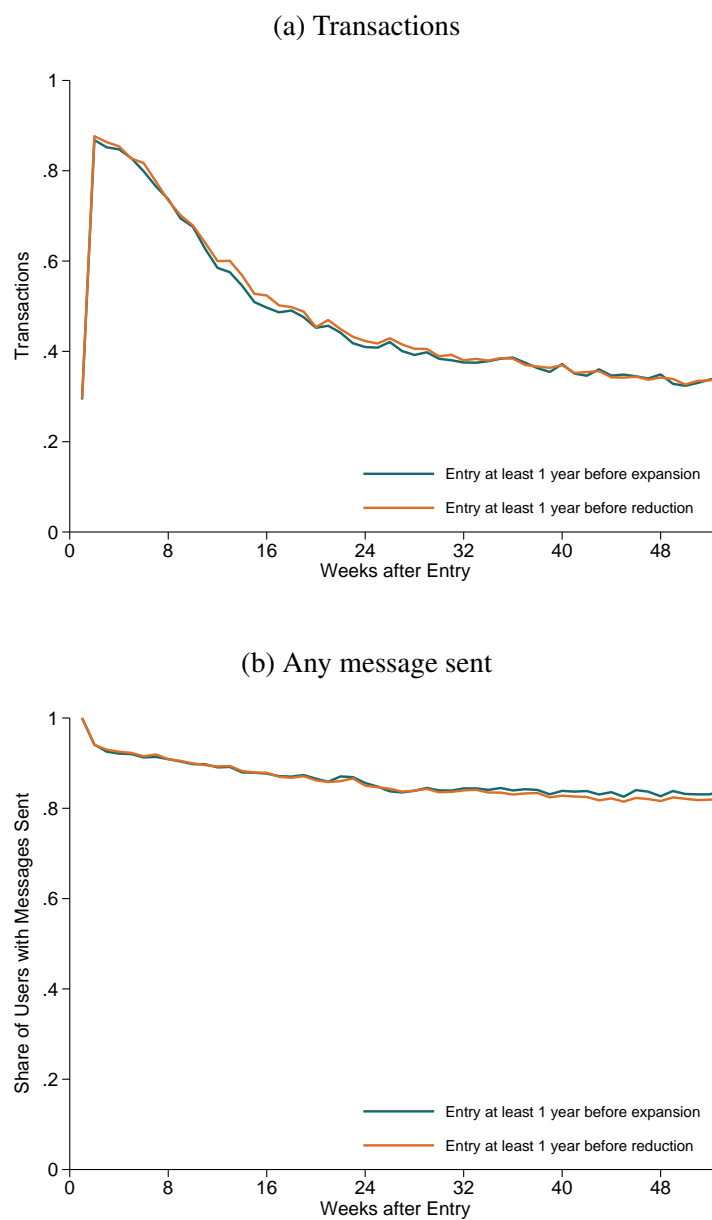 (a) Transactions
1
.8
.6
.4
.2
0
Transactions
Entry at least 1 year before expansion
Entry at least 1 year before reduction
0 8 16 24 32 40 48
Weeks after Entry
(b) Any message sent
1
.8
.6
.4
.2
0
Share of Users with Messages Sent
Entry at least 1 year before expansion
Entry at least 1 year before reduction
0 8 16 24 32 40 48
Weeks after Entry